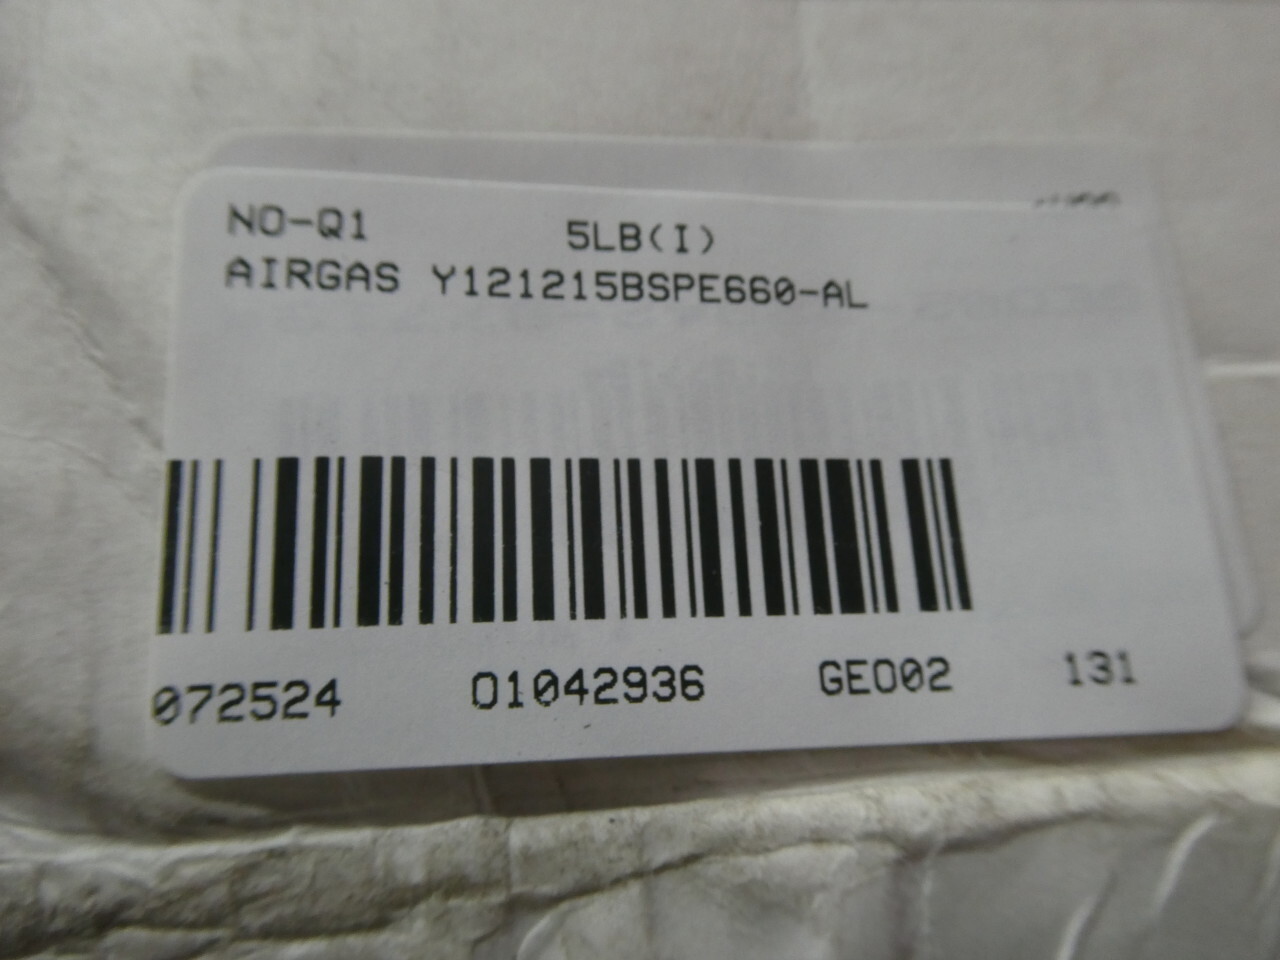 NO-Q1 5LB(I)
AIRGAS Y121215BSPE660-AL
072524 01042936 GE002 131